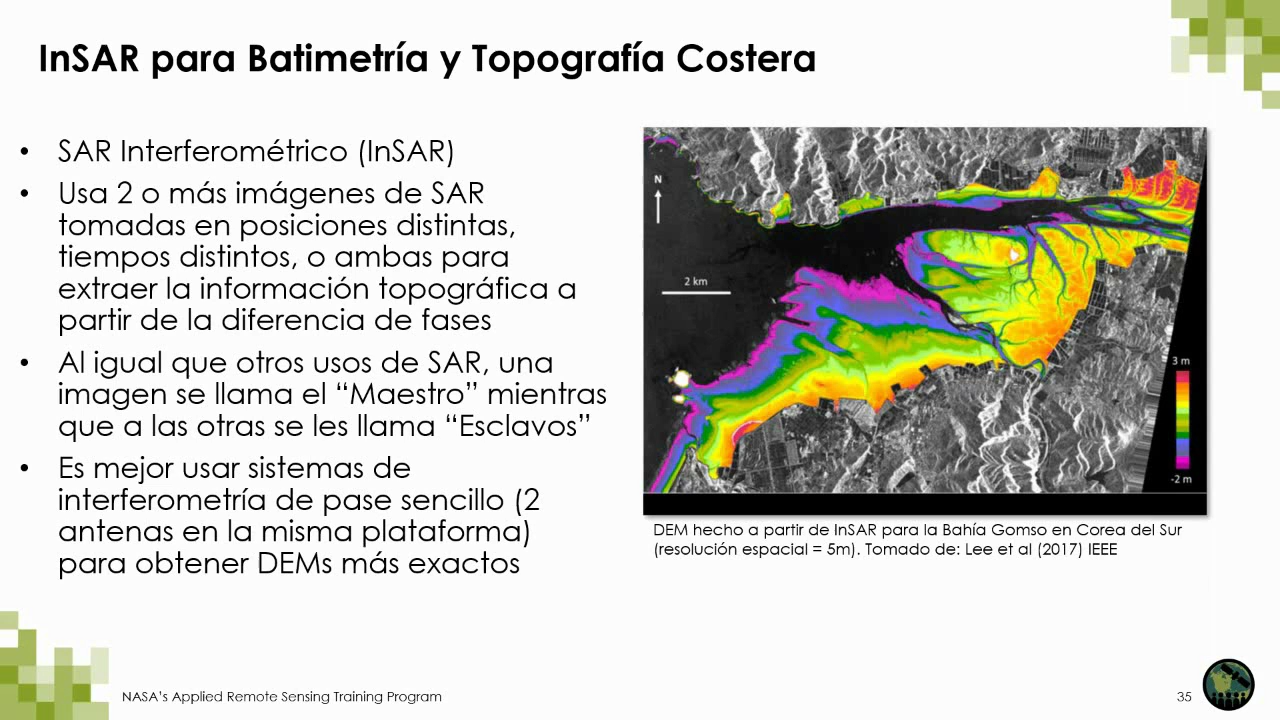 InSAR para Batimetría y Topografía Costera
• SAR Interferométrico (InSAR)
• Usa 2 o más imágenes de SAR
tomadas en posiciones distintas,
tiempos distintos, o ambas para
extraer la información topográfica a
partir de la diferencia de fases
• Al igual que otros usos de SAR, una
imagen se llama el “Maestro” mientras
que a las otras se les llama “Esclavos”
• Es mejor usar sistemas de
interferometría de pase sencillo (2
antenas en la misma plataforma)
para obtener DEMs más exactos
N
2 km
3 m
-2 m
DEM hecho a partir de InSAR para la Bahía Gomso en Corea del Sur
(resolución espacial = 5m). Tomado de: Lee et al (2017) IEEE
NASA’s Applied Remote Sensing Training Program
35